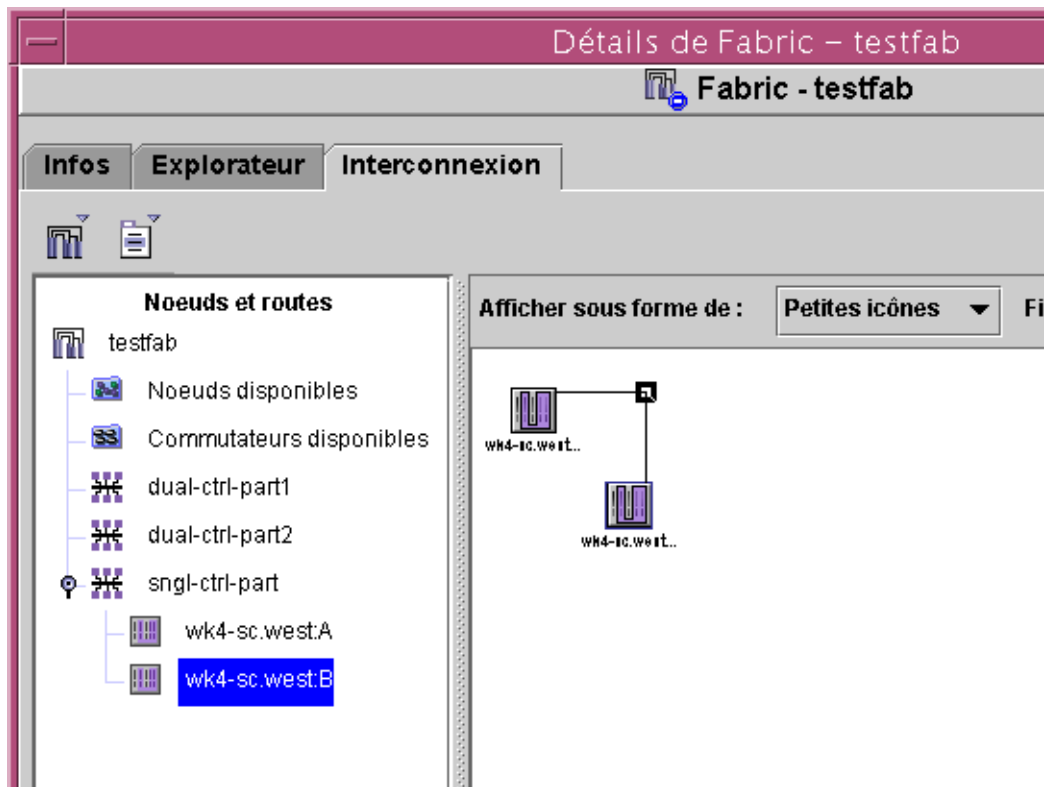 Détails de Fabric – testfab
Fabric - testfab
Infos Explorateur Interconnexion
Noeuds et routes
testfab
Noeuds disponibles
Commutateurs disponibles
dual-ctrl-part1
dual-ctrl-part2
sngl-ctrl-part
wk4-sc.west:A
wk4-sc.west:B
Afficher sous forme de : Petites icônes Fi
wk4-sc.west...
wk4-sc.west...